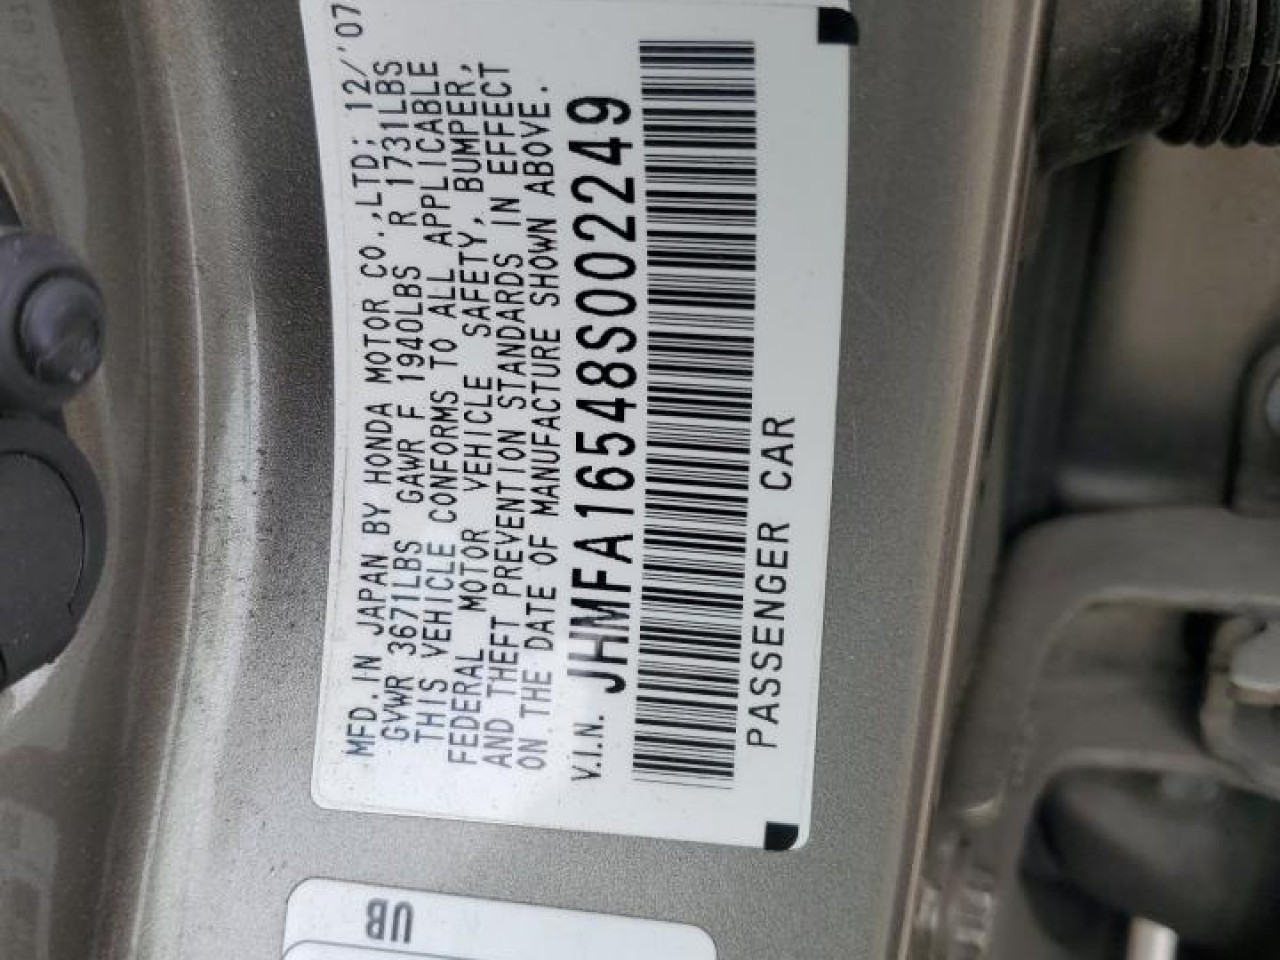 MFD. IN JAPAN BY HONDA MOTOR CO.,LTD; 12/'07
GVWR 3671LBS GAWR F 1940LBS R 1731LBS
THIS VEHICLE CONFORMS TO ALL APPLICABLE
FEDERAL MOTOR VEHICLE SAFETY, BUMPER,
AND THEFT PREVENTION STANDARDS IN EFFECT
ON THE DATE OF MANUFACTURE SHOWN ABOVE.
V.I.N. JHMFA16548S002249
PASSENGER CAR
UB